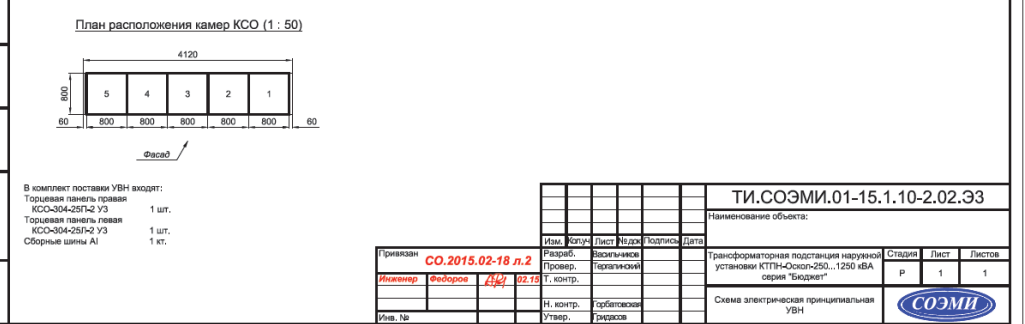 План расположения камер КСО (1 : 50)
4120
800
5 4 3 2 1
60 800 800 800 800 800 60
Фасад
В комплект поставки УВН входят:
Торцевая панель правая
КСО-304-25П-2 У3 1 шт.
Торцевая панель левая
КСО-304-25Л-2 У3 1 шт.
Сборные шины Al 1 кт.
ТИ.СОЭМИ.01-15.1.10-2.02.ЭЗ
Наименование объекта:
Изм. Кол.уч Лист №док Подпись Дата
Привязан СО.2015.02-18 л.2
Инженер Федоров 02.15
Инв. №
Разраб. Васильчиков
Провер. Тергалинский
Т. контр.
Н. контр. Горбатовская
Утвер. Гридасов
Трансформаторная подстанция наружной
установки КТПН-Оскол-250...1250 кВА
серия "Бюджет"
Стадия Лист Листов
Р 1 1
Схема электрическая принципиальная
УВН
СОЭМИ